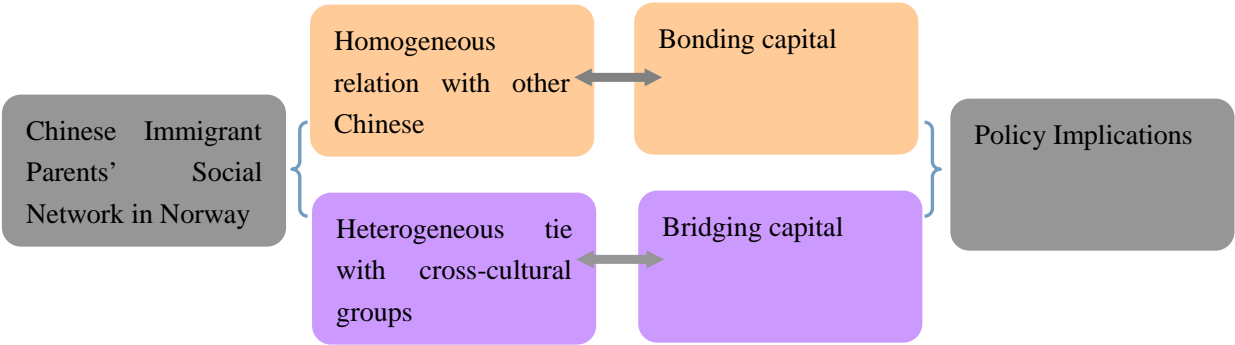 Chinese Immigrant
Parents’ Social
Network in Norway
Homogeneous
relation with other
Chinese
Bonding capital
Heterogeneous tie
with cross-cultural
groups
Bridging capital
Policy Implications